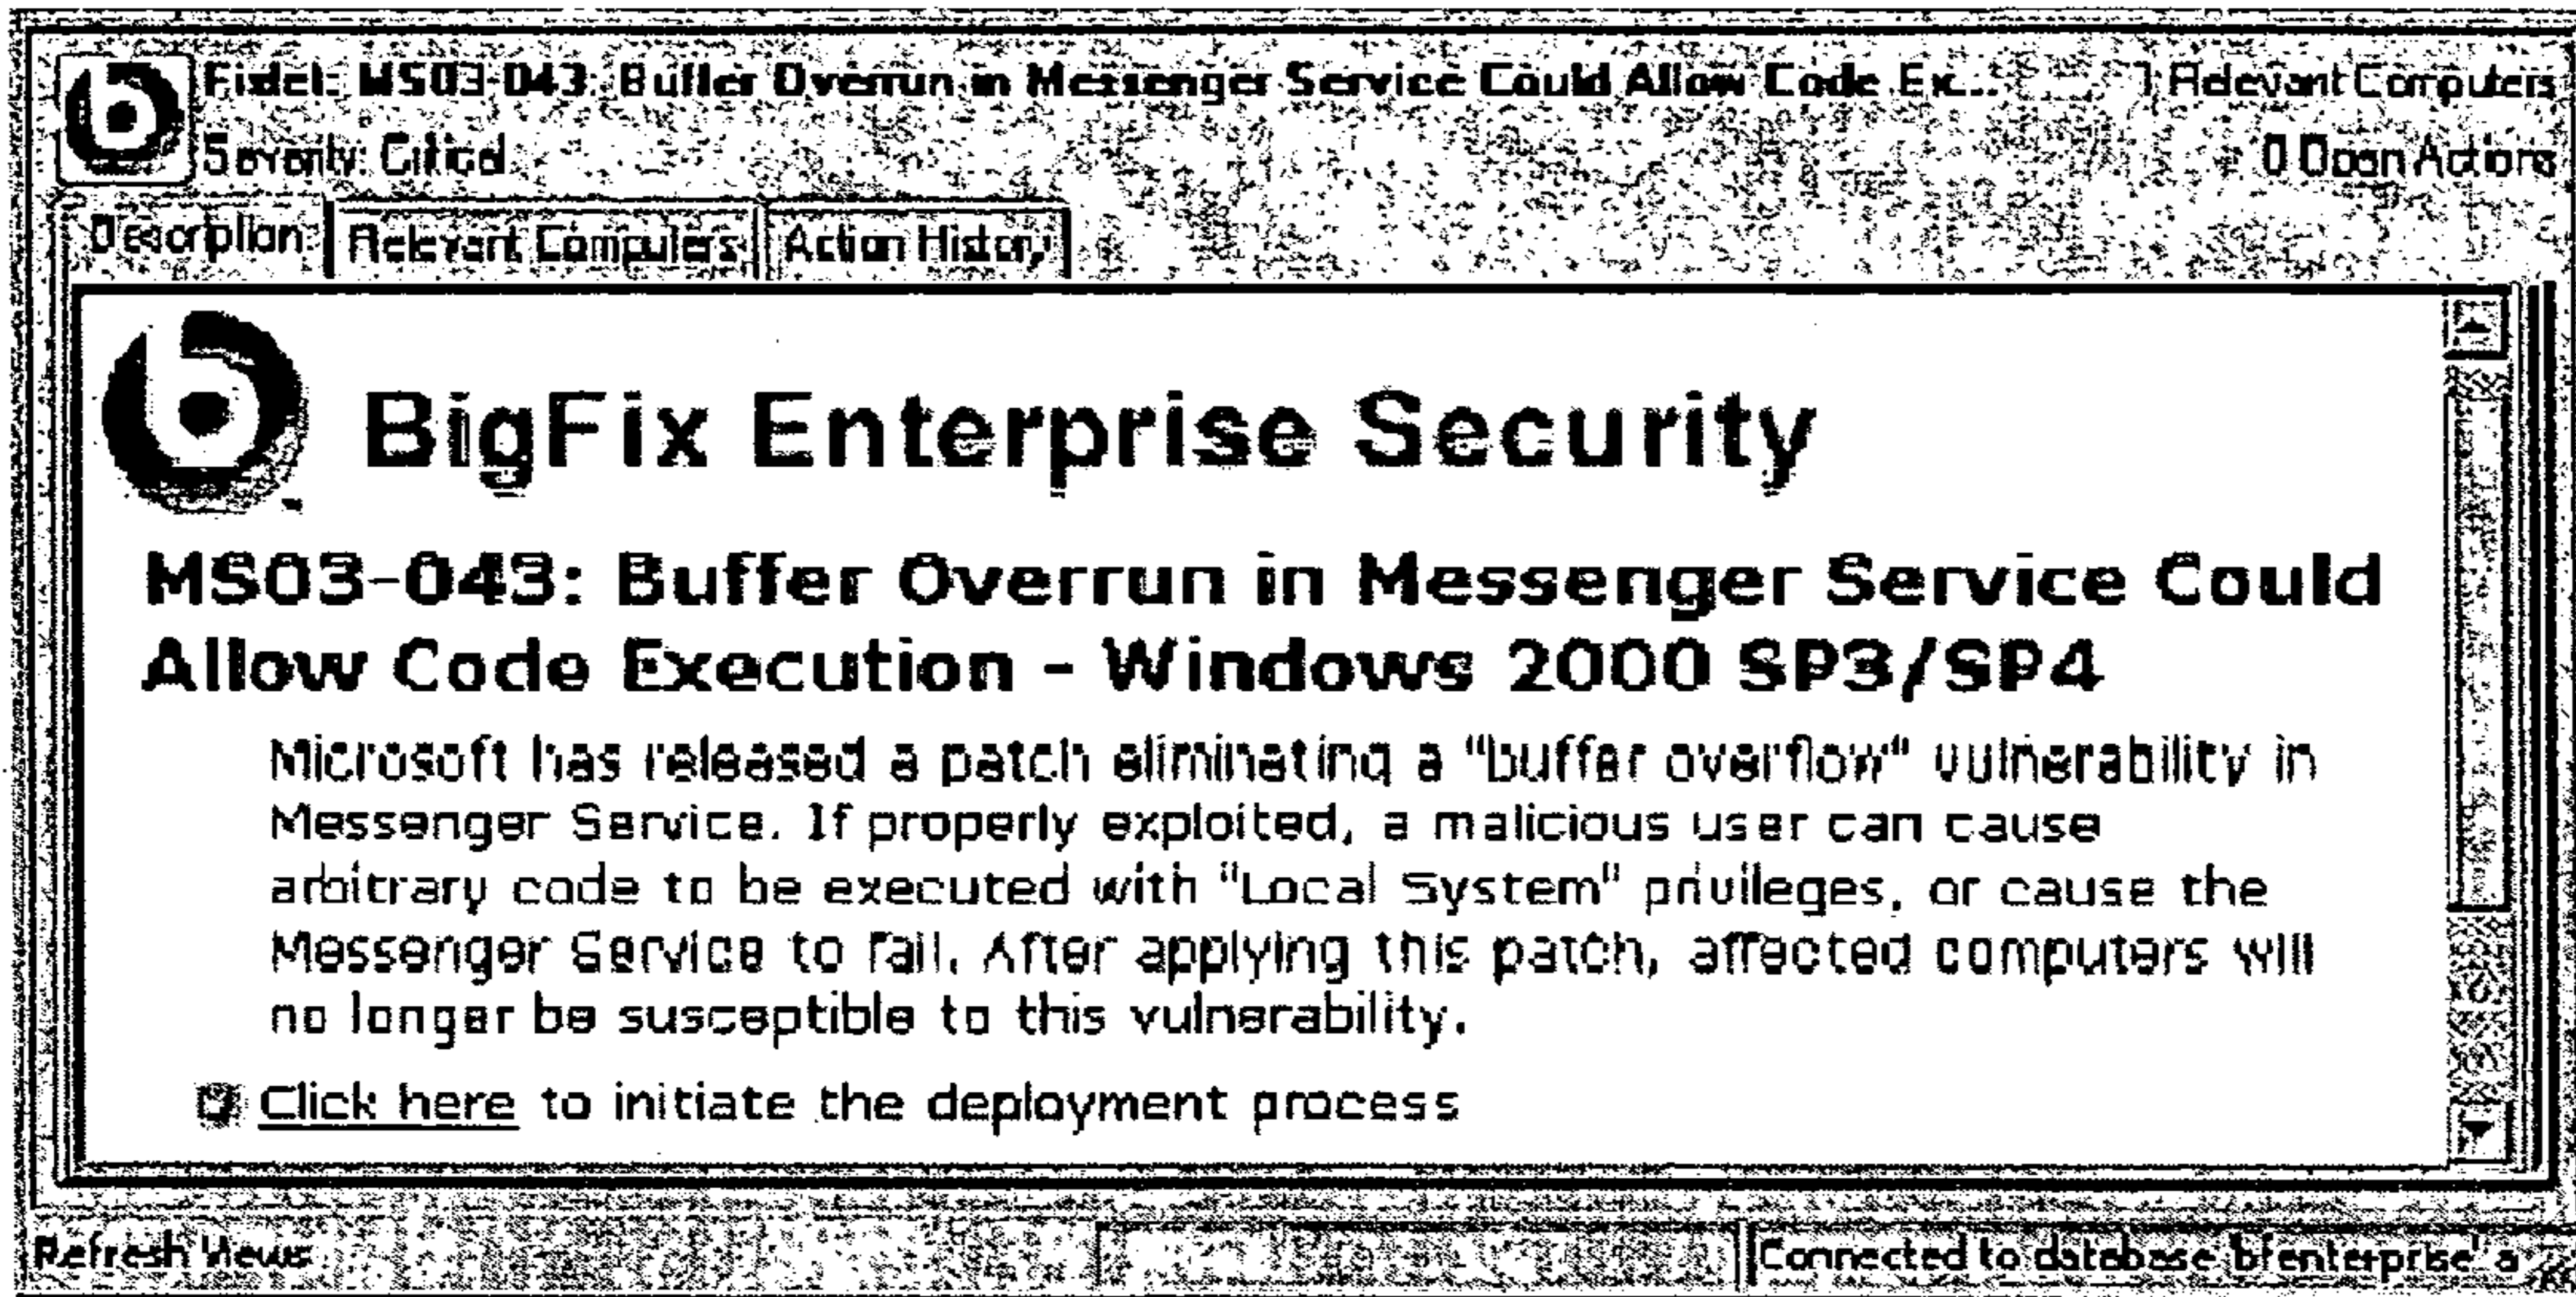 Fixlet: MS03-043: Buffer Overrun in Messenger Service Could Allow Code Ex...
1 Relevant Computers
Severity: Critical
0 Open Actions
Description Relevant Computers Action History
BigFix Enterprise Security
MS03-043: Buffer Overrun in Messenger Service Could
Allow Code Execution - Windows 2000 SP3/SP4
Microsoft has released a patch eliminating a "buffer overflow" vulnerability in
Messenger Service. If properly exploited, a malicious user can cause
arbitrary code to be executed with "Local System" privileges, or cause the
Messenger Service to fail. After applying this patch, affected computers will
no longer be susceptible to this vulnerability.
Click here to initiate the deployment process
Refresh Views
Connected to database 'bfenterprise' a